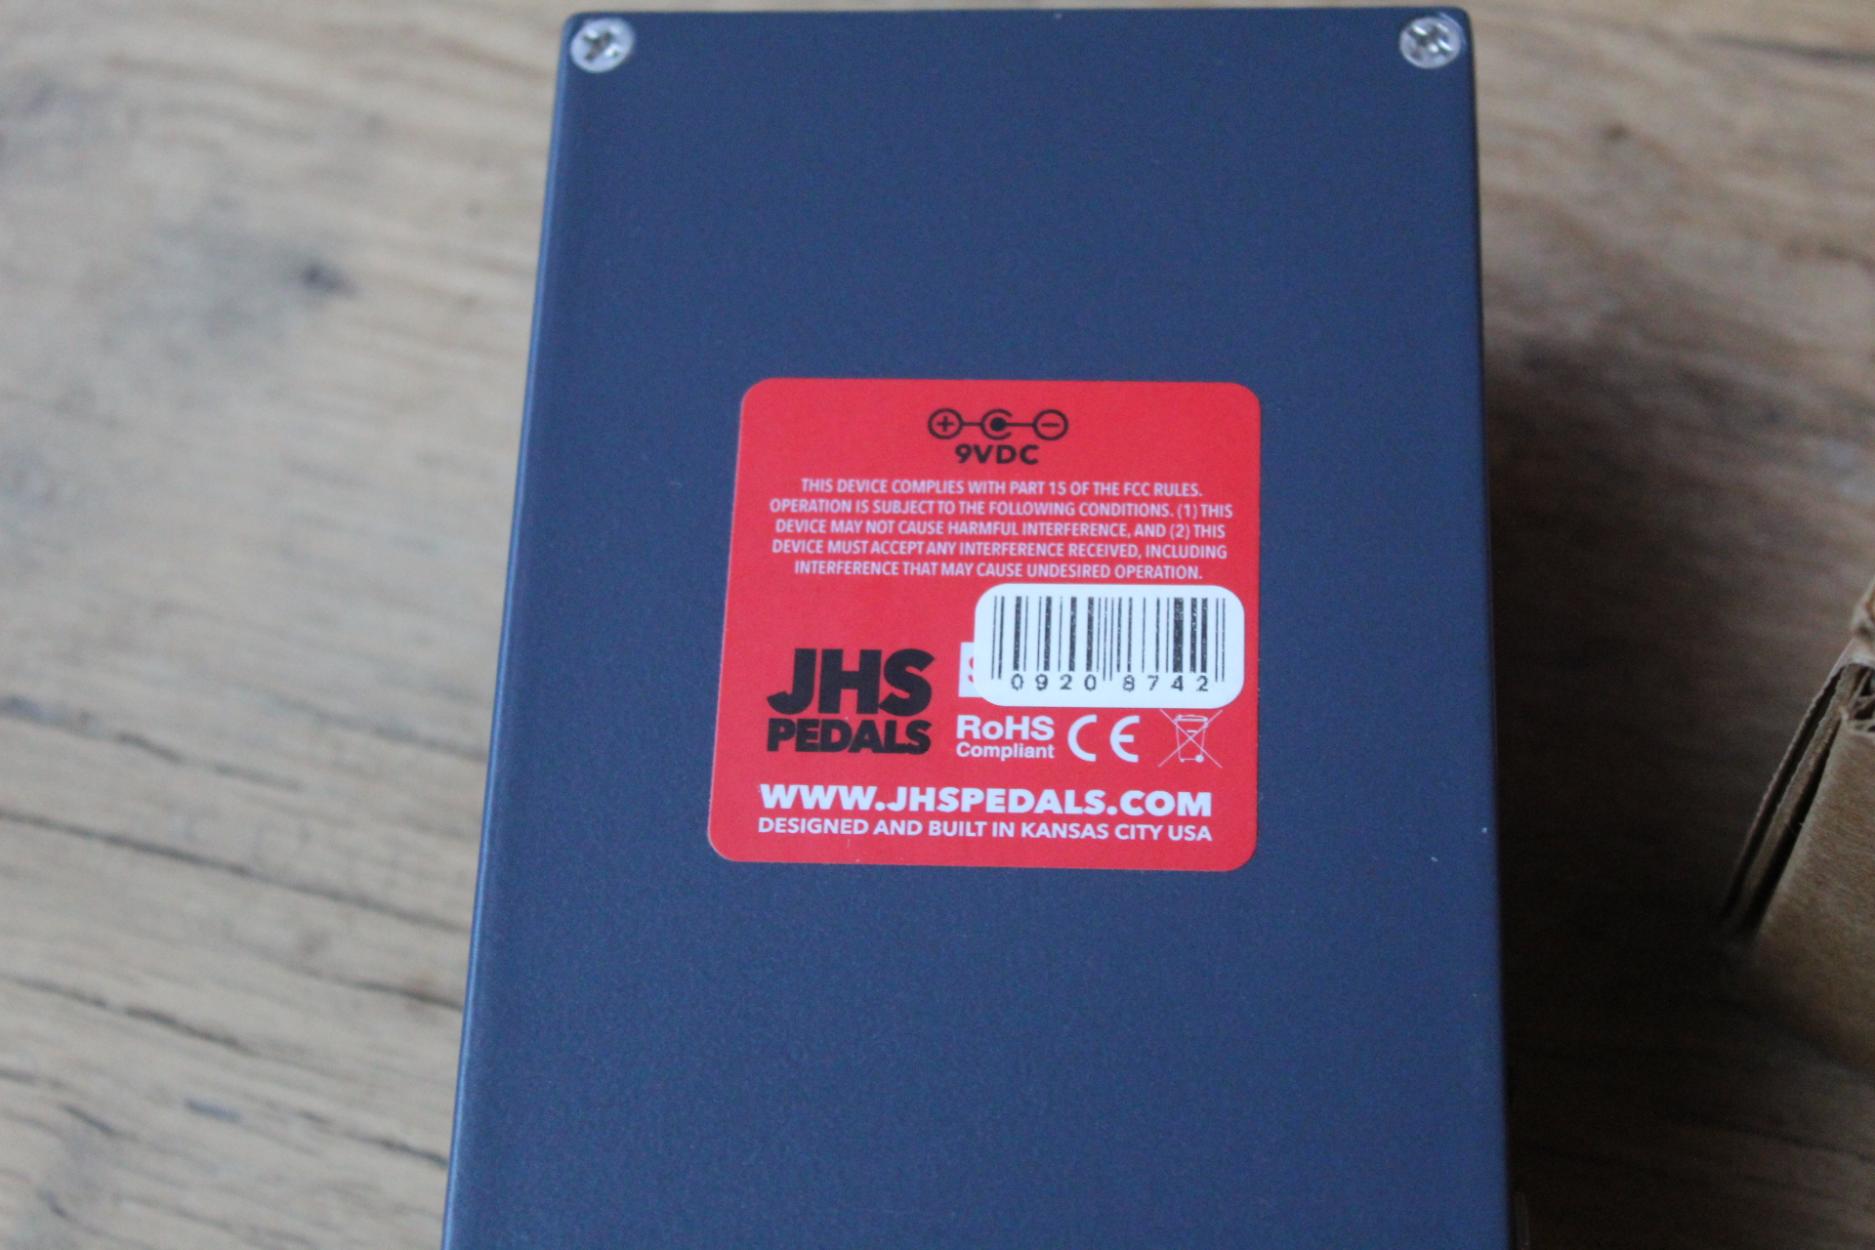 9VDC
THIS DEVICE COMPLIES WITH PART 15 OF THE FCC RULES.
OPERATION IS SUBJECT TO THE FOLLOWING CONDITIONS. (1) THIS
DEVICE MAY NOT CAUSE HARMFUL INTERFERENCE, AND (2) THIS
DEVICE MUST ACCEPT ANY INTERFERENCE RECEIVED, INCLUDING
INTERFERENCE THAT MAY CAUSE UNDESIRED OPERATION.
0920 8742
JHS
PEDALS
RoHS
Compliant
CE
WWW.JHSPEDALS.COM
DESIGNED AND BUILT IN KANSAS CITY USA